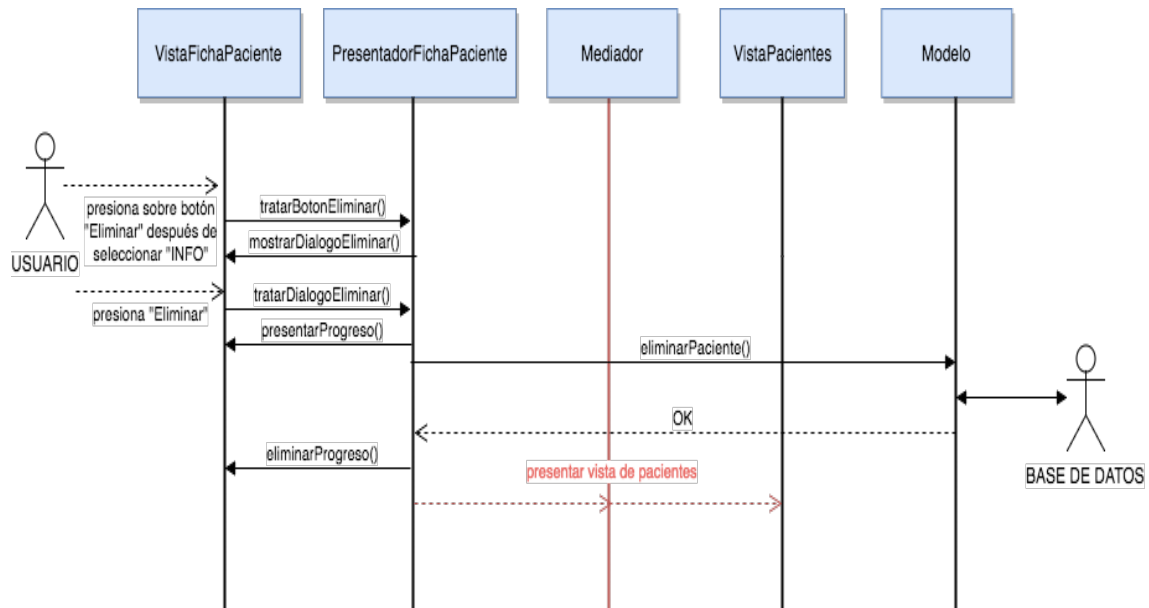 VistaFichaPaciente
PresentadorFichaPaciente
Mediador
VistaPacientes
Modelo
presiona sobre botón
"Eliminar" después de
seleccionar "INFO"
USUARIO
tratarBotonEliminar()
mostrarDialogoEliminar()
presiona "Eliminar"
tratarDialogoEliminar()
presentarProgreso()
eliminarPaciente()
OK
eliminarProgreso()
presentar vista de pacientes
BASE DE DATOS